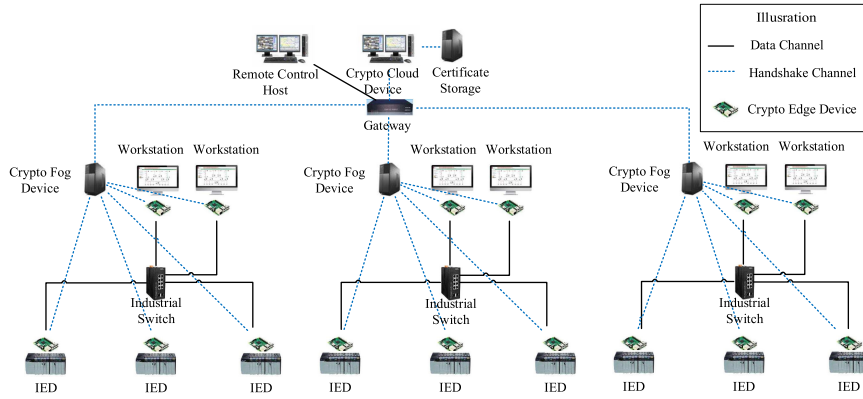 Illusration
Data Channel
Handshake Channel
Crypto Edge Device
Remote Control
Host
Crypto Cloud
Device
Certificate
Storage
Gateway
Crypto Fog
Device
Workstation
Workstation
Crypto Fog
Device
Workstation
Workstation
Crypto Fog
Device
Workstation
Workstation
Industrial
Switch
Industrial
Switch
Industrial
Switch
IED
IED
IED
IED
IED
IED
IED
IED
IED